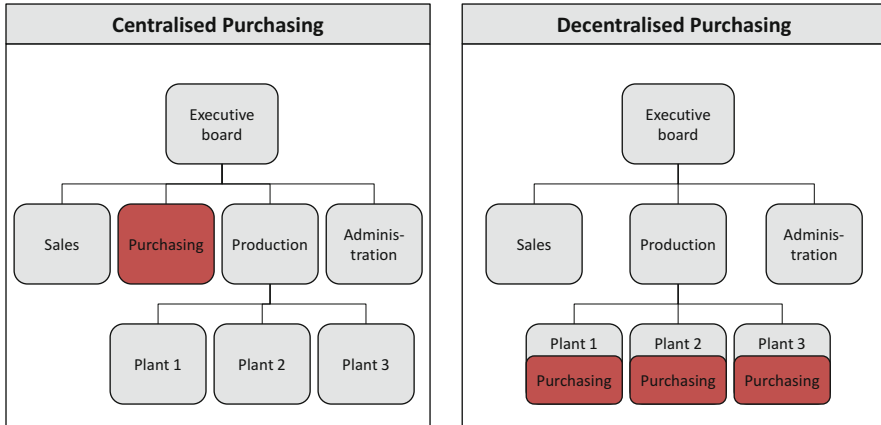 Centralised Purchasing
Executive
board
Sales
Purchasing
Production
Adminis-
tration
Plant 1
Plant 2
Plant 3
Decentralised Purchasing
Executive
board
Sales
Production
Adminis-
tration
Plant 1
Purchasing
Plant 2
Purchasing
Plant 3
Purchasing